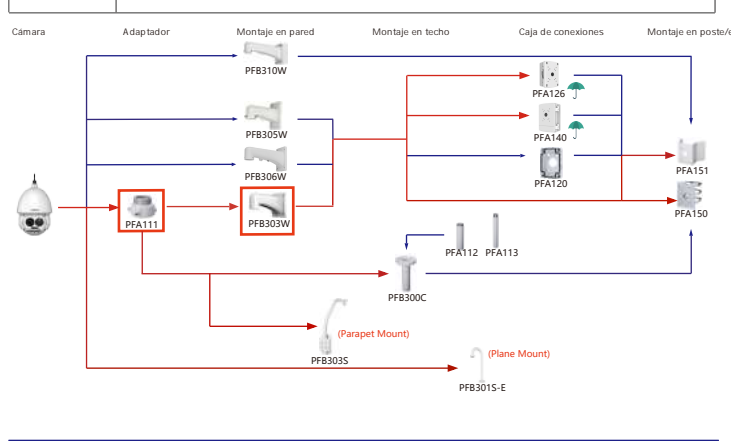 Cámara Adaptador Montaje en pared Montaje en techo Caja de conexiones Montaje en poste/e
PFB310W
PFA126
PFB305W
PFA140
PFB306W
PFA120
PFA151
PFA111
PFB303W
PFA150
PFA112 PFA113
PFB300C
(Parapet Mount)
PFB303S
(Plane Mount)
PFB301S-E